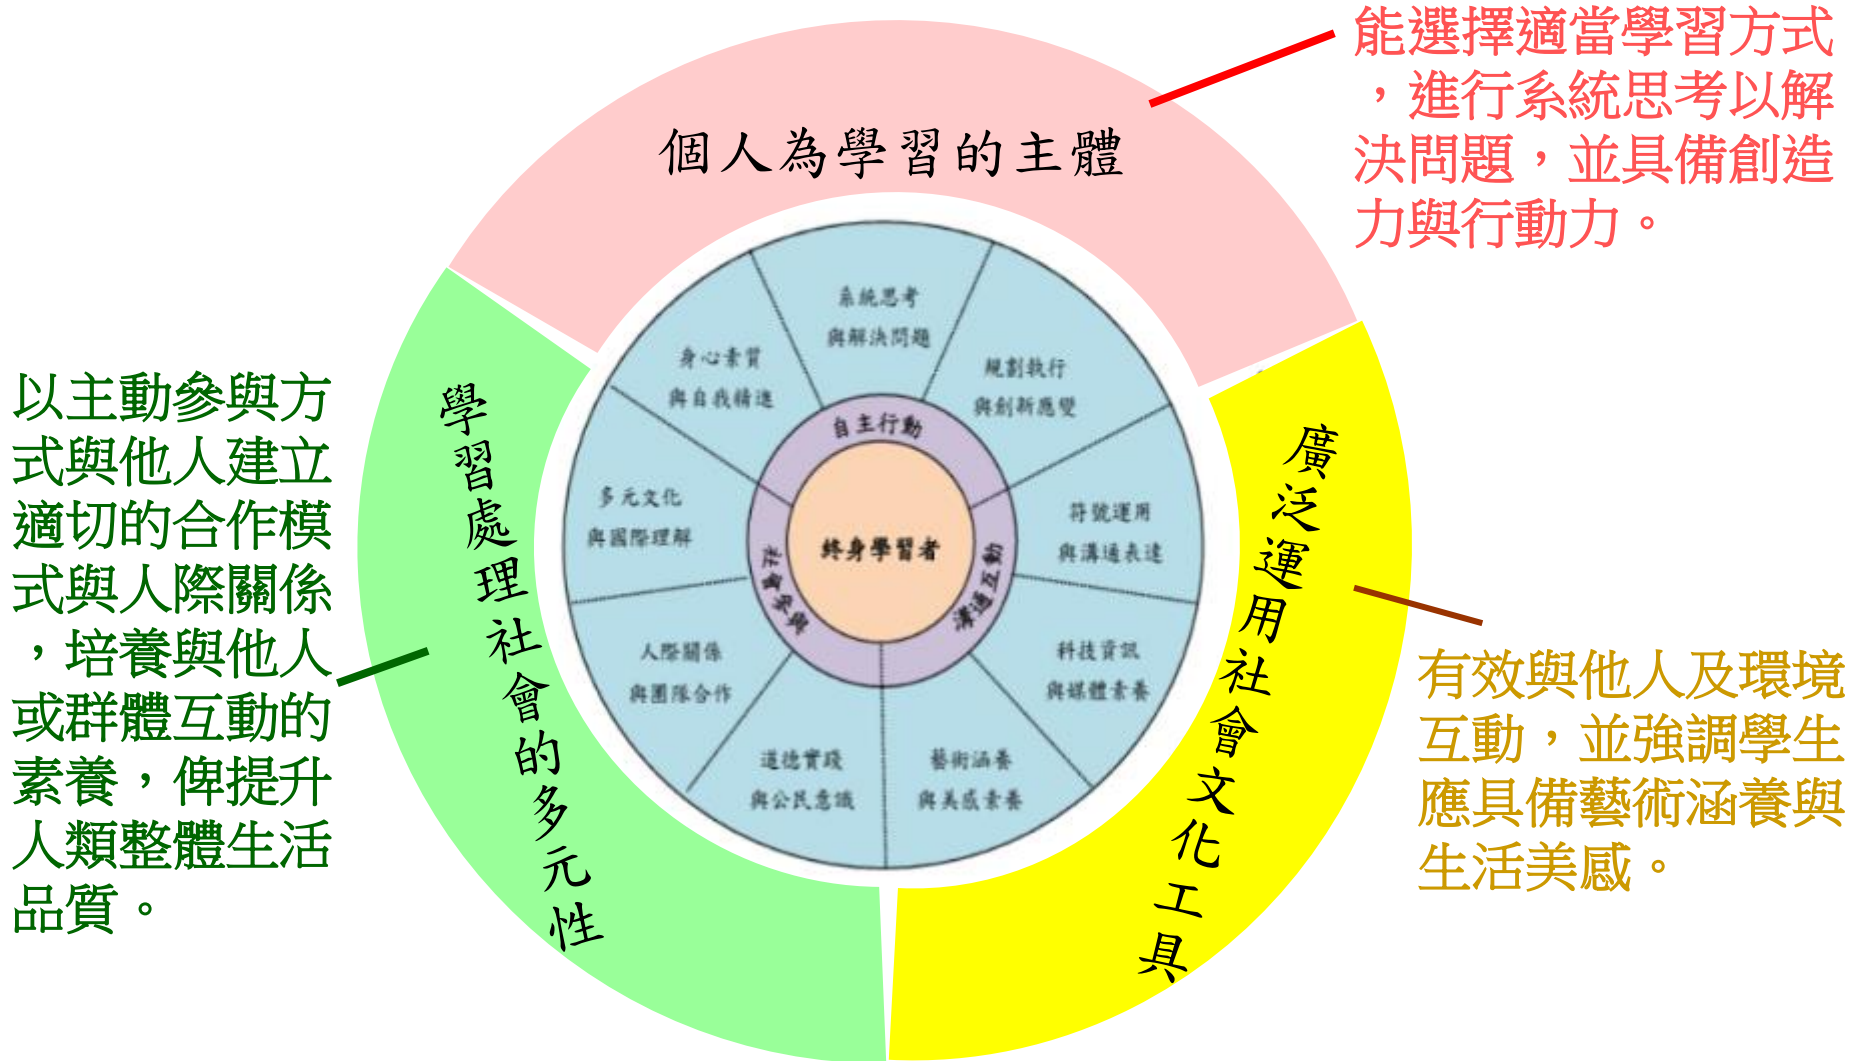 能選擇適當學習方式
，進行系統思考以解
決問題，並具備創造
力與行動力。
個人為學習的主體
系統思考
與解決問題
身心素質
與自我精進
規劃執行
與創新應變
自主行動
以主動參與方
式與他人建立
適切的合作模
式與人際關係
，培養與他人
或群體互動的
素養，俾提升
人類整體生活
品質。
學習處理社會的多元性
多元文化
與國際理解
社會參與
終身學習者
溝通互動
符號運用
與溝通表達
廣泛運用社會文化工具
人際關係
與團隊合作
科技資訊
與媒體素養
道德實踐
與公民意識
藝術涵養
與美感素養
有效與他人及環境
互動，並強調學生
應具備藝術涵養與
生活美感。